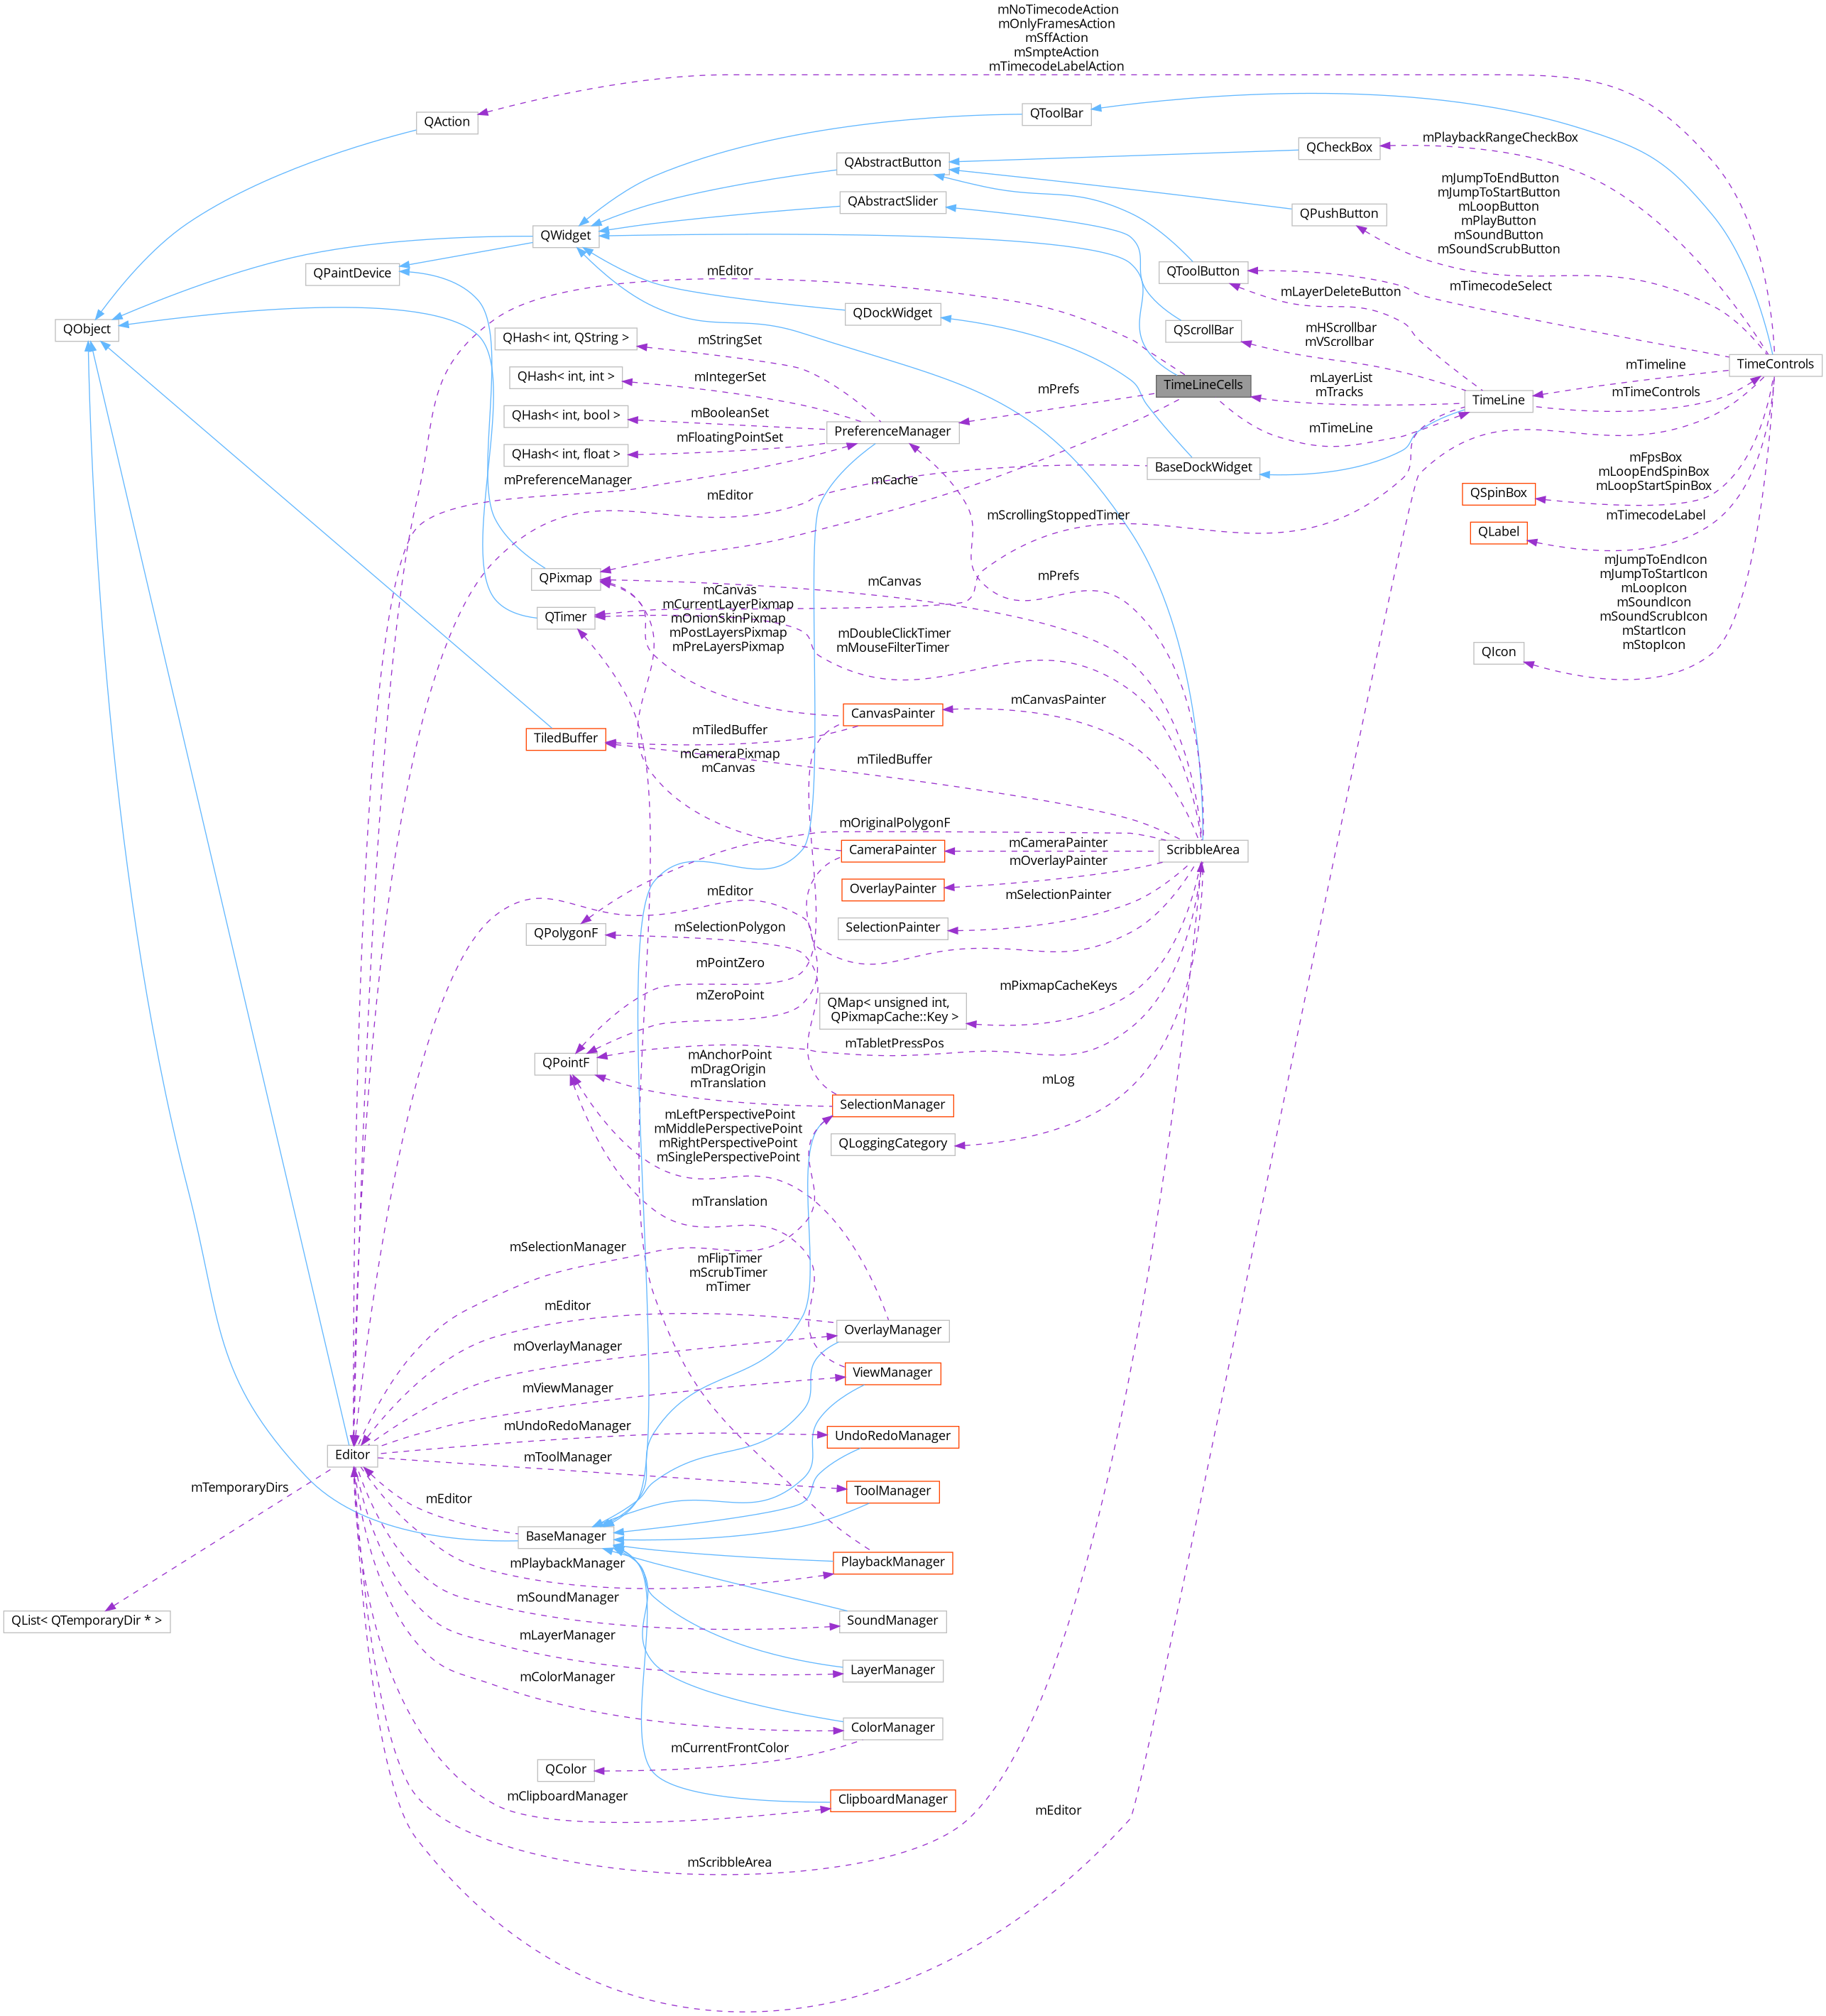 mNoTimecodeAction
mOnlyFramesAction
mSffAction
mSmpteAction
mTimecodeLabelAction
QToolBar
QAction
mPlaybackRangeCheckBox
QCheckBox
QAbstractButton
mJumpToEndButton
mJumpToStartButton
mLoopButton
mPlayButton
mSoundButton
mSoundScrubButton
QAbstractSlider
QPushButton
QWidget
QPaintDevice
mEditor
QToolButton
mTimecodeSelect
mLayerDeleteButton
QDockWidget
QObject
QHash< int, QString >
mStringSet
QScrollBar
mHScrollbar
mVScrollbar
TimeControls
mTimeline
mTimeControls
QHash< int, int >
mIntegerSet
TimeLineCells
mPrefs
mLayerList
mTracks
TimeLine
QHash< int, bool >
mBooleanSet
PreferenceManager
mTimeLine
QHash< int, float >
mFloatingPointSet
BaseDockWidget
mPreferenceManager
mCache
mEditor
mFpsBox
mLoopEndSpinBox
mLoopStartSpinBox
QSpinBox
mScrollingStoppedTimer
mTimecodeLabel
QLabel
QPixmap
mCanvas
mPrefs
mJumpToEndIcon
mJumpToStartIcon
mLoopIcon
mSoundIcon
mSoundScrubIcon
mStartIcon
mStopIcon
QIcon
mCanvas
mCurrentLayerPixmap
mOnionSkinPixmap
mPostLayersPixmap
mPreLayersPixmap
QTimer
mDoubleClickTimer
mMouseFilterTimer
mCanvasPainter
CanvasPainter
TiledBuffer
mTiledBuffer
mCameraPixmap
mCanvas
mTiledBuffer
mOriginalPolygonF
CameraPainter
mCameraPainter
ScribbleArea
mOverlayPainter
OverlayPainter
mEditor
mSelectionPainter
SelectionPainter
QPolygonF
mSelectionPolygon
mPointZero
mZeroPoint
QMap< unsigned int,
QPixmapCache::Key >
mPixmapCacheKeys
mTabletPressPos
QPointF
mAnchorPoint
mDragOrigin
mTranslation
mLog
SelectionManager
mLeftPerspectivePoint
mMiddlePerspectivePoint
mRightPerspectivePoint
mSinglePerspectivePoint
QLoggingCategory
mTranslation
mSelectionManager
mFlipTimer
mScrubTimer
mTimer
mEditor
OverlayManager
mOverlayManager
ViewManager
mViewManager
mUndoRedoManager
UndoRedoManager
Editor
mToolManager
mTemporaryDirs
ToolManager
mEditor
BaseManager
mPlaybackManager
PlaybackManager
mSoundManager
QList< QTemporaryDir * >
SoundManager
mLayerManager
LayerManager
mColorManager
ColorManager
mCurrentFrontColor
QColor
mClipboardManager
ClipboardManager
mEditor
mScribbleArea